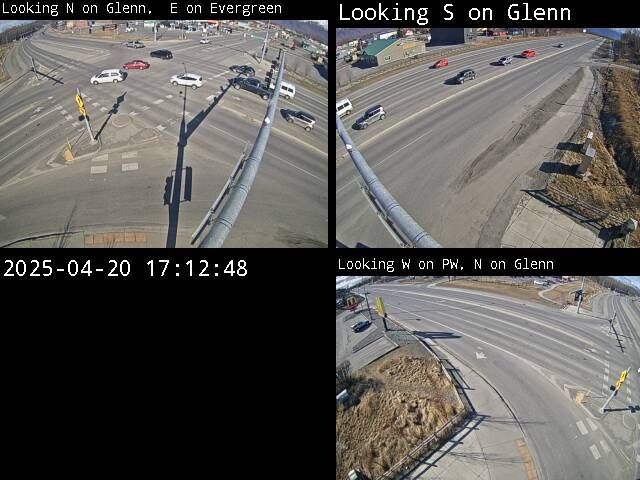 Looking N on Glenn,  E on Evergreen
Looking S on Glenn
2025-04-20 17:12:48
Looking W on PW, N on Glenn